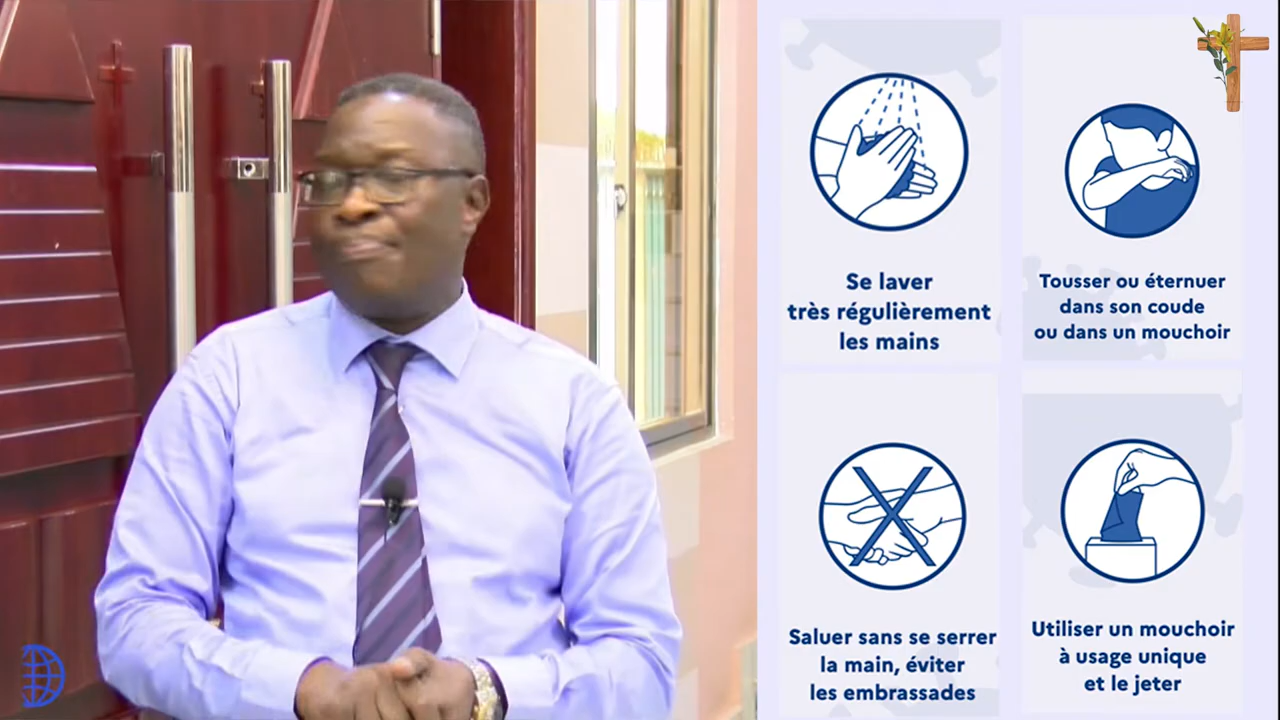 Se laver
très régulièrement
les mains
Tousser ou éternuer
dans son coude
ou dans un mouchoir
Saluer sans se serrer
la main, éviter
les embrassades
Utiliser un mouchoir
à usage unique
et le jeter